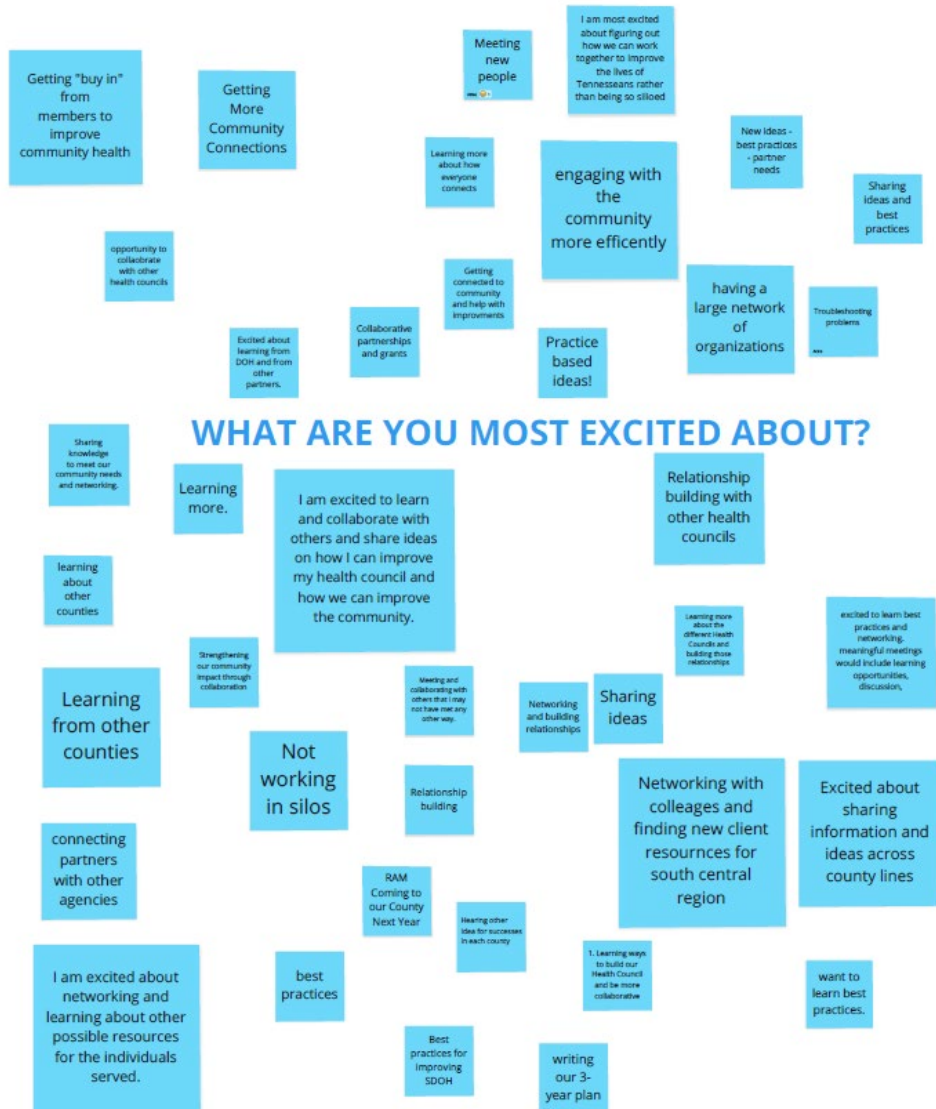 Getting "buy in"
from
members to
improve
community health
Getting
More
Community
Connections
Meeting
new
people
I am most excited
about figuring out
how we can work
together to improve
the lives of
Tennesseans rather
than being so siloed
Learning more
about how
everyone
connects
engaging with
the
community
more efficently
New ideas -
best practices
- partner
needs
Sharing
ideas and
best
practices
opportunity to
collaobrate
with other
health councils
Getting
connected to
community
and help with
improvments
having a
large network
of
organizations
Troubleshooting
problems
Excited about
learning from
DOH and from
other
partners.
Collaborative
partnerships
and grants
Practice
based
ideas!
WHAT ARE YOU MOST EXCITED ABOUT?
Sharing
knowledge
to meet our
community needs
and networking.
Learning
more.
I am excited to learn
and collaborate with
others and share ideas
on how I can improve
my health council and
how we can improve
the community.
Relationship
building with
other health
councils
learning
about
other
counties
Strengthening
our community
impact through
collaboration
Learning more
about the
different Health
Councils and
building those
relationships
excited to learn best
practices and
networking.
meaningful meetings
would include learning
opportunities,
discussion,
Learning
from other
counties
Meeting and
collaborating with
others that I may
not have met any
other way.
Networking
and building
relationships
Sharing
ideas
Not
working
in silos
Relationship
building
Networking with
colleages and
finding new client
resournces for
south central
region
Excited about
sharing
information and
ideas across
county lines
connecting
partners
with other
agencies
RAM
Coming to
our County
Next Year
Hearing other
idea for successes
in each county
I am excited about
networking and
learning about other
possible resources
for the individuals
served.
best
practices
1. Learning ways
to build our
Health Council
and be more
collaborative
want to
learn best
practices.
Best
practices for
improving
SDOH
writing
our 3-
year plan